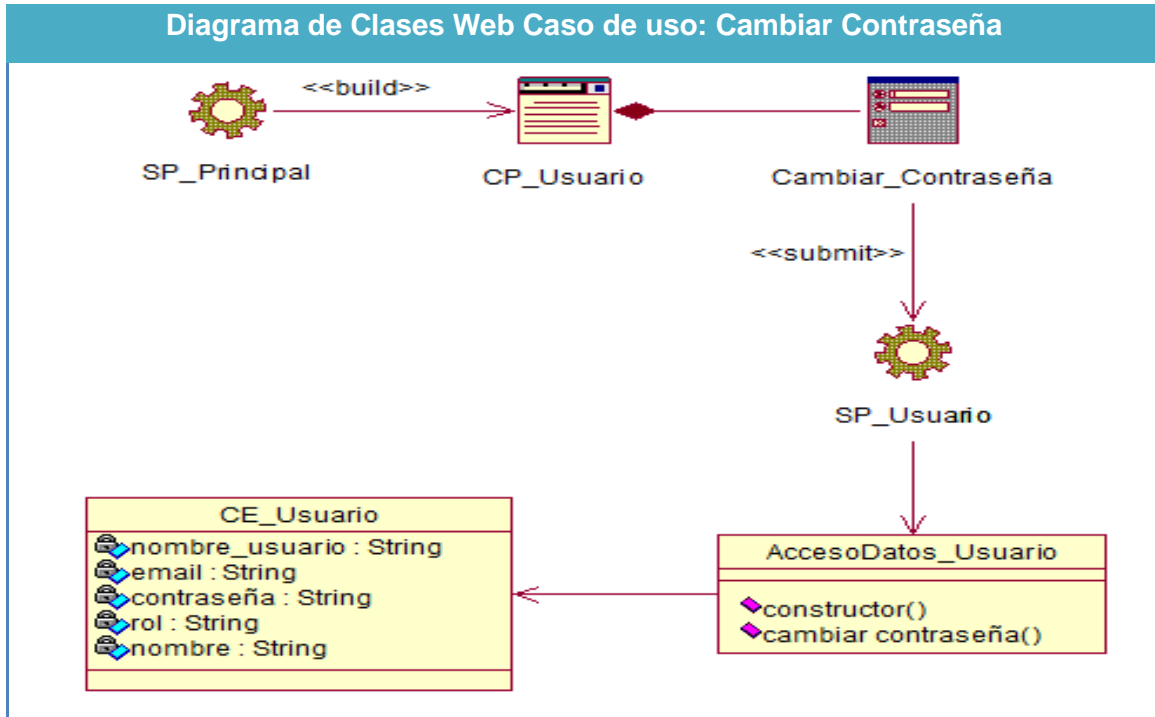 Diagrama de Clases Web Caso de uso: Cambiar Contraseña
<<build>>
SP_Principal
CP_Usuario
Cambiar_Contraseña
<<submit>>
SP_Usuario
CE_Usuario
nombre_usuario : String
email : String
contraseña : String
rol : String
nombre : String
AccesoDatos_Usuario
constructor()
cambiar contraseña()